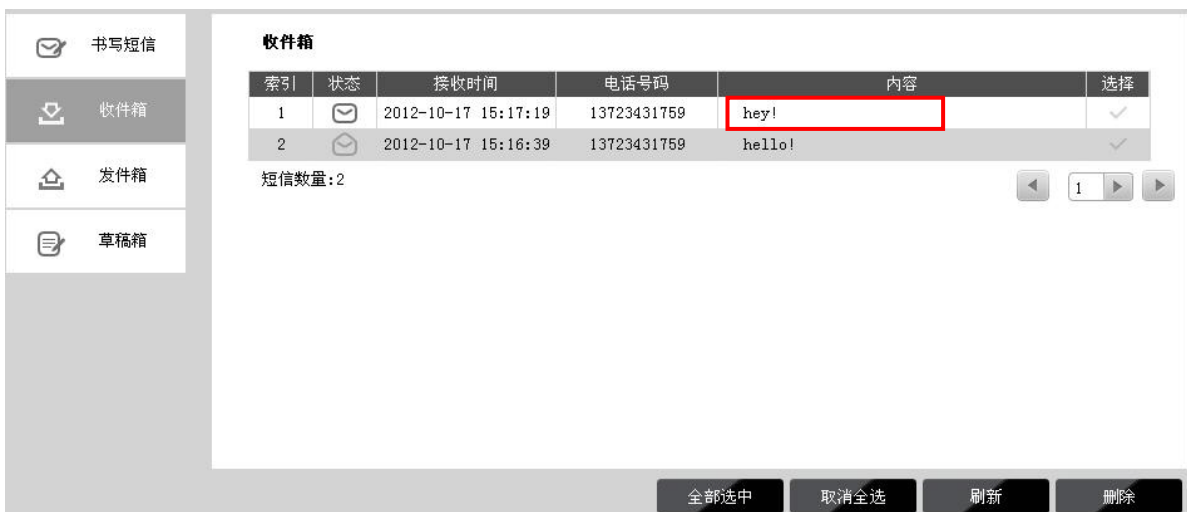 书写短信
收件箱
发件箱
草稿箱
收件箱
索引 状态 接收时间 电话号码 内容 选择
1 2012-10-17 15:17:19 13723431759 hey!
2 2012-10-17 15:16:39 13723431759 hello!
短信数量:2
1
全部选中 取消全选 刷新 删除